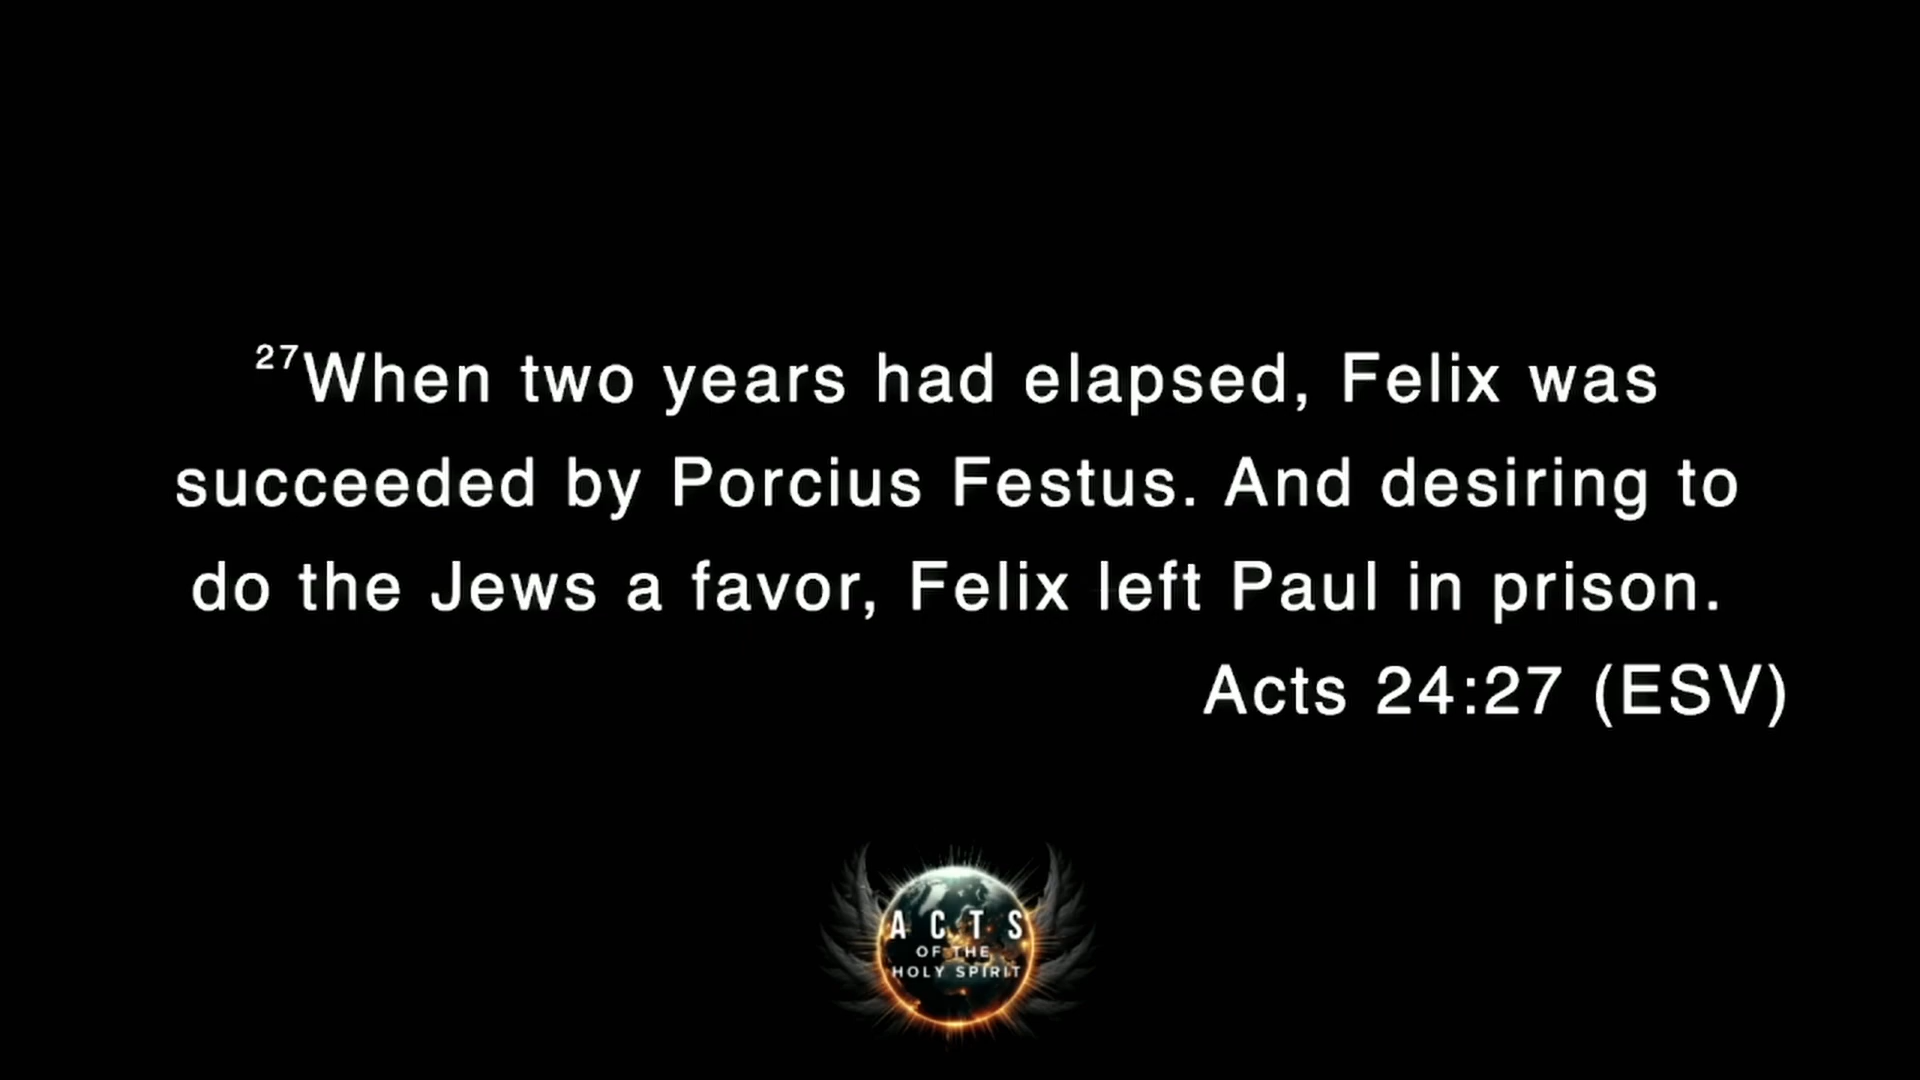 ²⁷When two years had elapsed, Felix was
succeeded by Porcius Festus. And desiring to
do the Jews a favor, Felix left Paul in prison.
Acts 24:27 (ESV)
ACTS
OF THE
HOLY SPIRIT